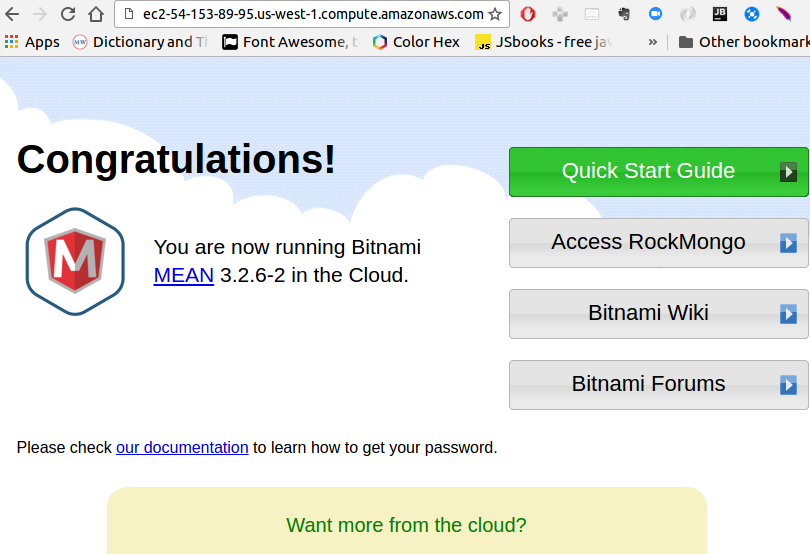 ec2-54-153-89-95.us-west-1.compute.amazonaws.com
Apps Dictionary and Th Font Awesome, t Color Hex JSbooks - free jav » Other bookmark
Congratulations!
Quick Start Guide
You are now running Bitnami
MEAN 3.2.6-2 in the Cloud.
Access RockMongo
Bitnami Wiki
Bitnami Forums
Please check our documentation to learn how to get your password.
Want more from the cloud?